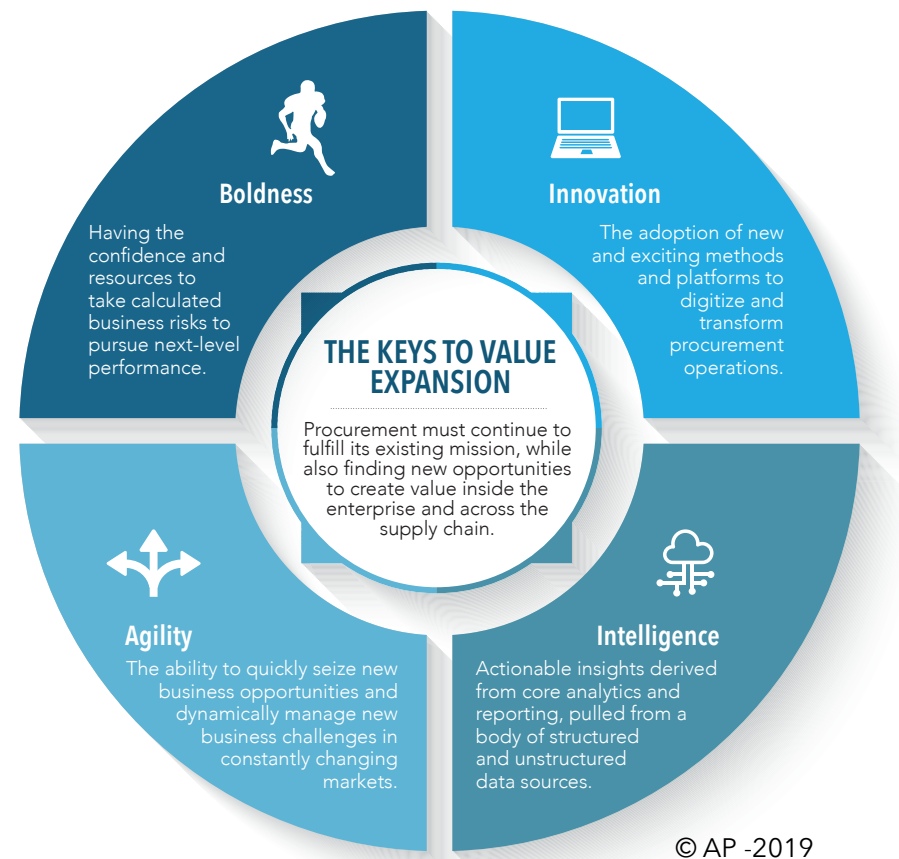 Boldness
Having the
confidence and
resources to
take calculated
business risks to
pursue next-level
performance.
Innovation
The adoption of new
and exciting methods
and platforms to
digitize and
transform
procurement
operations.
THE KEYS TO VALUE
EXPANSION
Procurement must continue to
fulfill its existing mission, while
also finding new opportunities
to create value inside the
enterprise and across the
supply chain.
Agility
The ability to quickly seize new
business opportunities and
dynamically manage new
business challenges in
constantly changing
markets.
Intelligence
Actionable insights derived
from core analytics and
reporting, pulled from a
body of structured
and unstructured
data sources.
© AP -2019